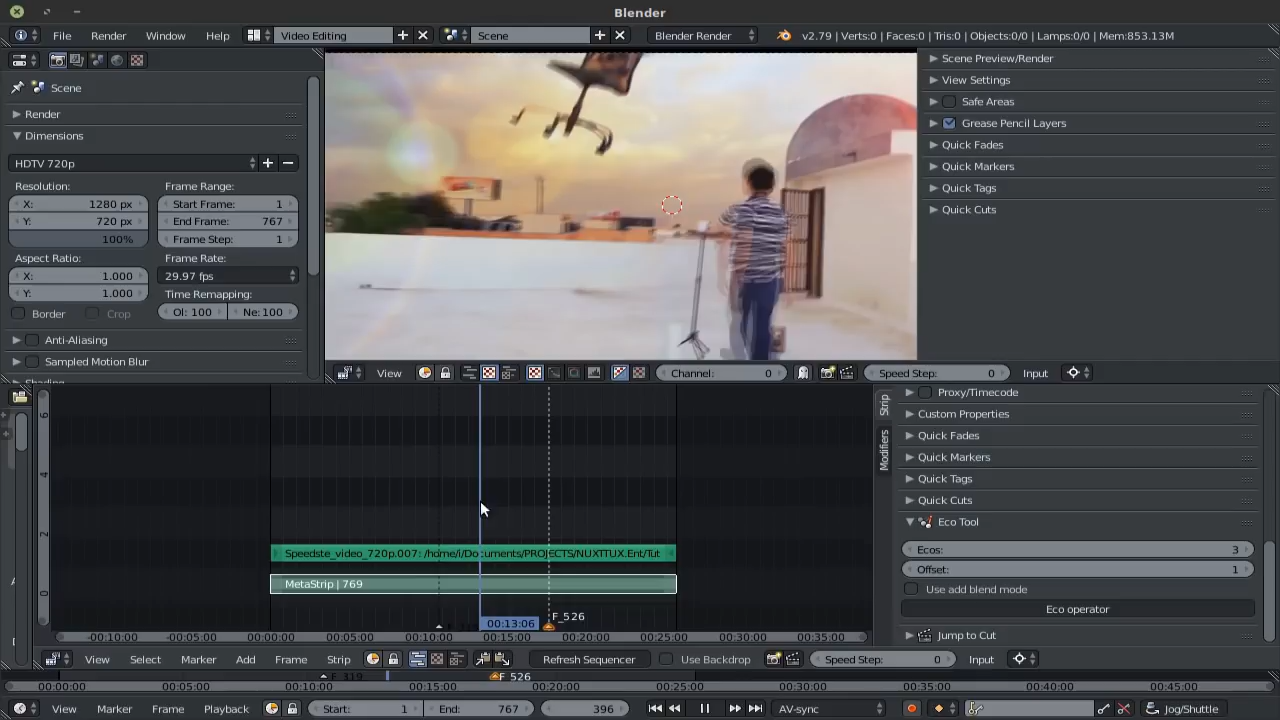 Blender
File Render Window Help Video Editing Scene Blender Render v2.79 | Verts:0 | Faces:0 | Tris:0 | Objects:0/0 | Lamps:0/0 | Mem:853.13M
Scene
Render
Dimensions
HDTV 720p
Resolution: Frame Range:
X: 1280 px Start Frame: 1
Y: 720 px End Frame: 767
100% Frame Step: 1
Aspect Ratio: Frame Rate:
X: 1.000 29.97 fps
Y: 1.000 Time Remapping:
Border Crop Ol: 100 Ne: 100
Anti-Aliasing
Sampled Motion Blur
Shading
Scene Preview/Render
View Settings
Safe Areas
Grease Pencil Layers
Quick Fades
Quick Markers
Quick Tags
Quick Cuts
View Channel: 0 Speed Step: 0 Input
6
4
2
0
Speedste_video_720p.007: /home/i/Documents/PROJECTS/NUXTTUX.Ent/Tut
MetaStrip | 769
F_526
00:13:06
-00:10:00 -00:05:00 00:00:00 00:05:00 00:10:00 00:15:00 00:20:00 00:25:00 00:30:00 00:35:00
Strip
Modifiers
Proxy/Timecode
Custom Properties
Quick Fades
Quick Markers
Quick Tags
Quick Cuts
Eco Tool
Ecos: 3
Offset: 1
Use add blend mode
Eco operator
Jump to Cut
View Select Marker Add Frame Strip Refresh Sequencer Use Backdrop Speed Step: 0 Input
F_319 F_526
00:00:00 00:05:00 00:10:00 00:15:00 00:20:00 00:25:00 00:30:00 00:35:00 00:40:00 00:45:00
View Marker Frame Playback Start: 1 End: 767 396 AV-sync Jog/Shuttle